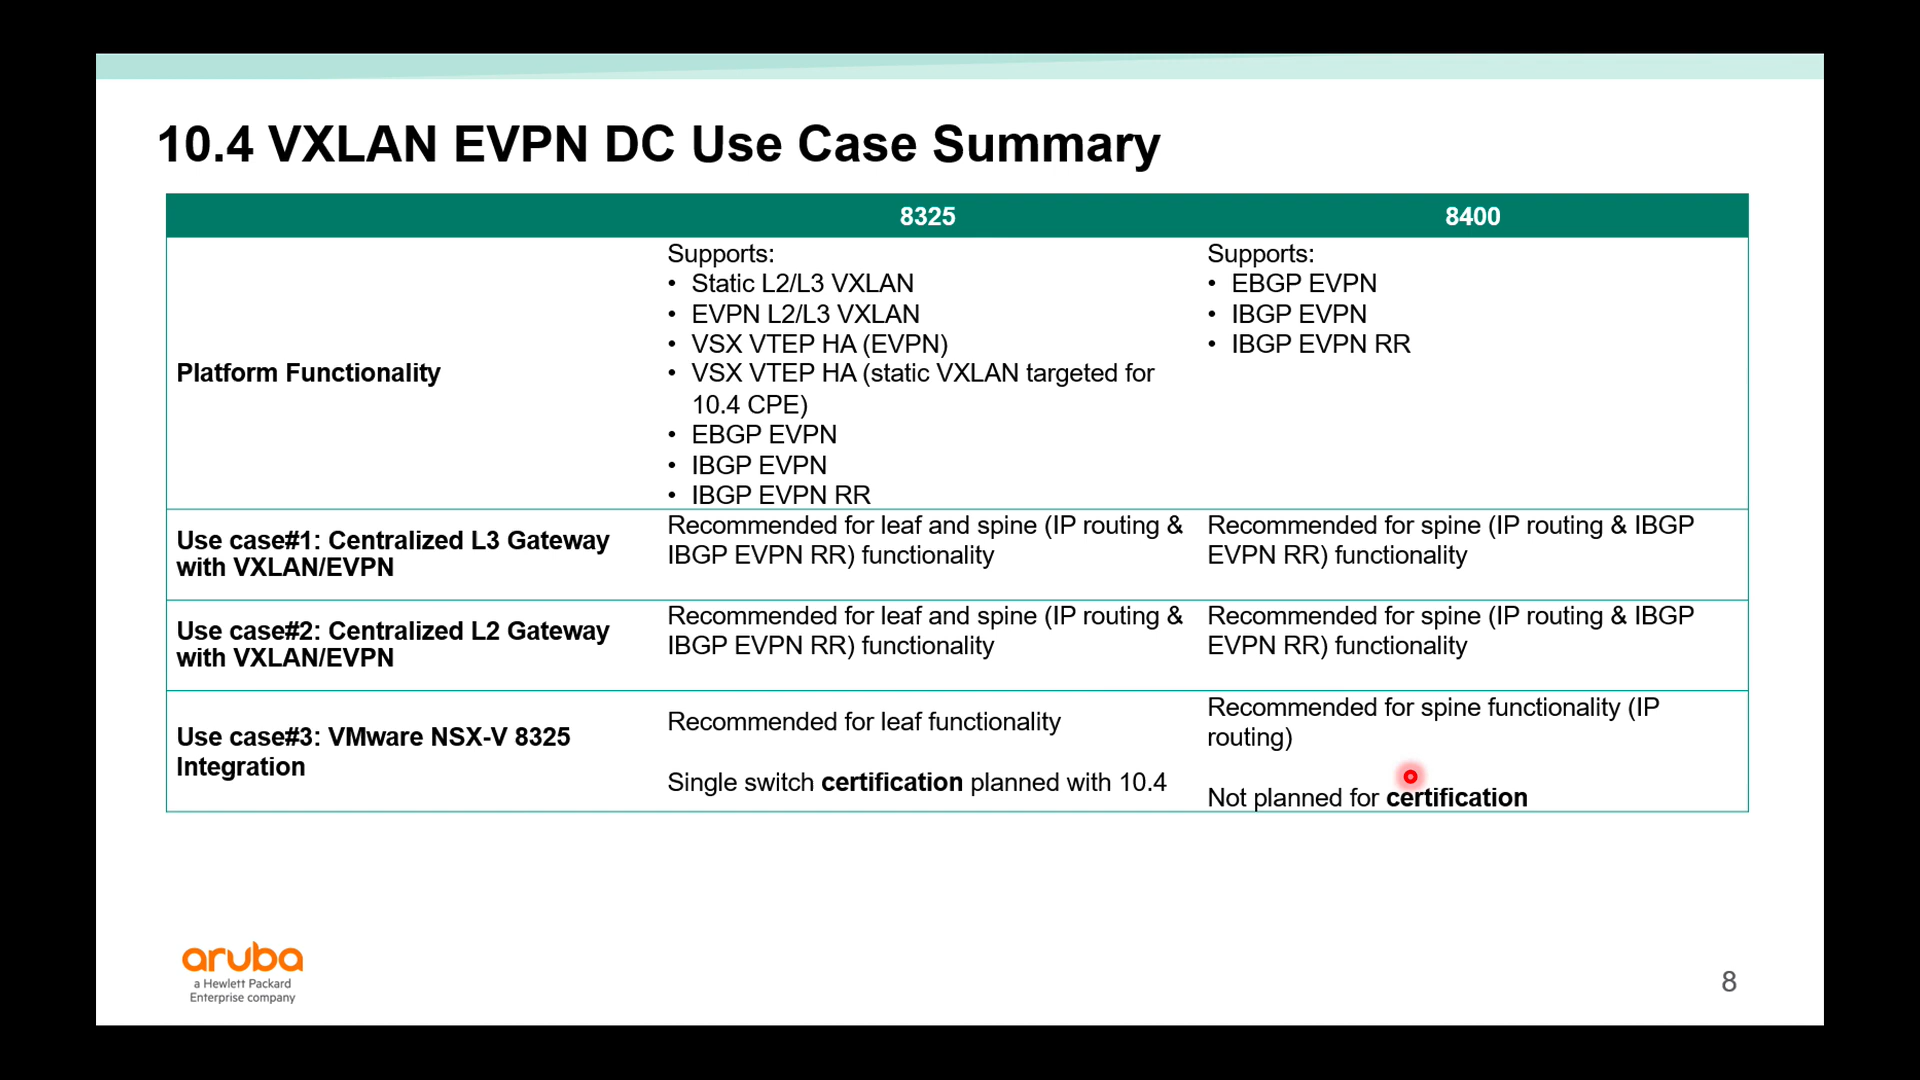 10.4 VXLAN EVPN DC Use Case Summary
8325
8400
Platform Functionality
Supports:
• Static L2/L3 VXLAN
• EVPN L2/L3 VXLAN
• VSX VTEP HA (EVPN)
• VSX VTEP HA (static VXLAN targeted for
10.4 CPE)
• EBGP EVPN
• IBGP EVPN
• IBGP EVPN RR
Supports:
• EBGP EVPN
• IBGP EVPN
• IBGP EVPN RR
Use case#1: Centralized L3 Gateway
with VXLAN/EVPN
Recommended for leaf and spine (IP routing &
IBGP EVPN RR) functionality
Recommended for spine (IP routing & IBGP
EVPN RR) functionality
Use case#2: Centralized L2 Gateway
with VXLAN/EVPN
Recommended for leaf and spine (IP routing &
IBGP EVPN RR) functionality
Recommended for spine (IP routing & IBGP
EVPN RR) functionality
Use case#3: VMware NSX-V 8325
Integration
Recommended for leaf functionality
Single switch certification planned with 10.4
Recommended for spine functionality (IP
routing)
Not planned for certification
aruba
a Hewlett Packard
Enterprise company
8